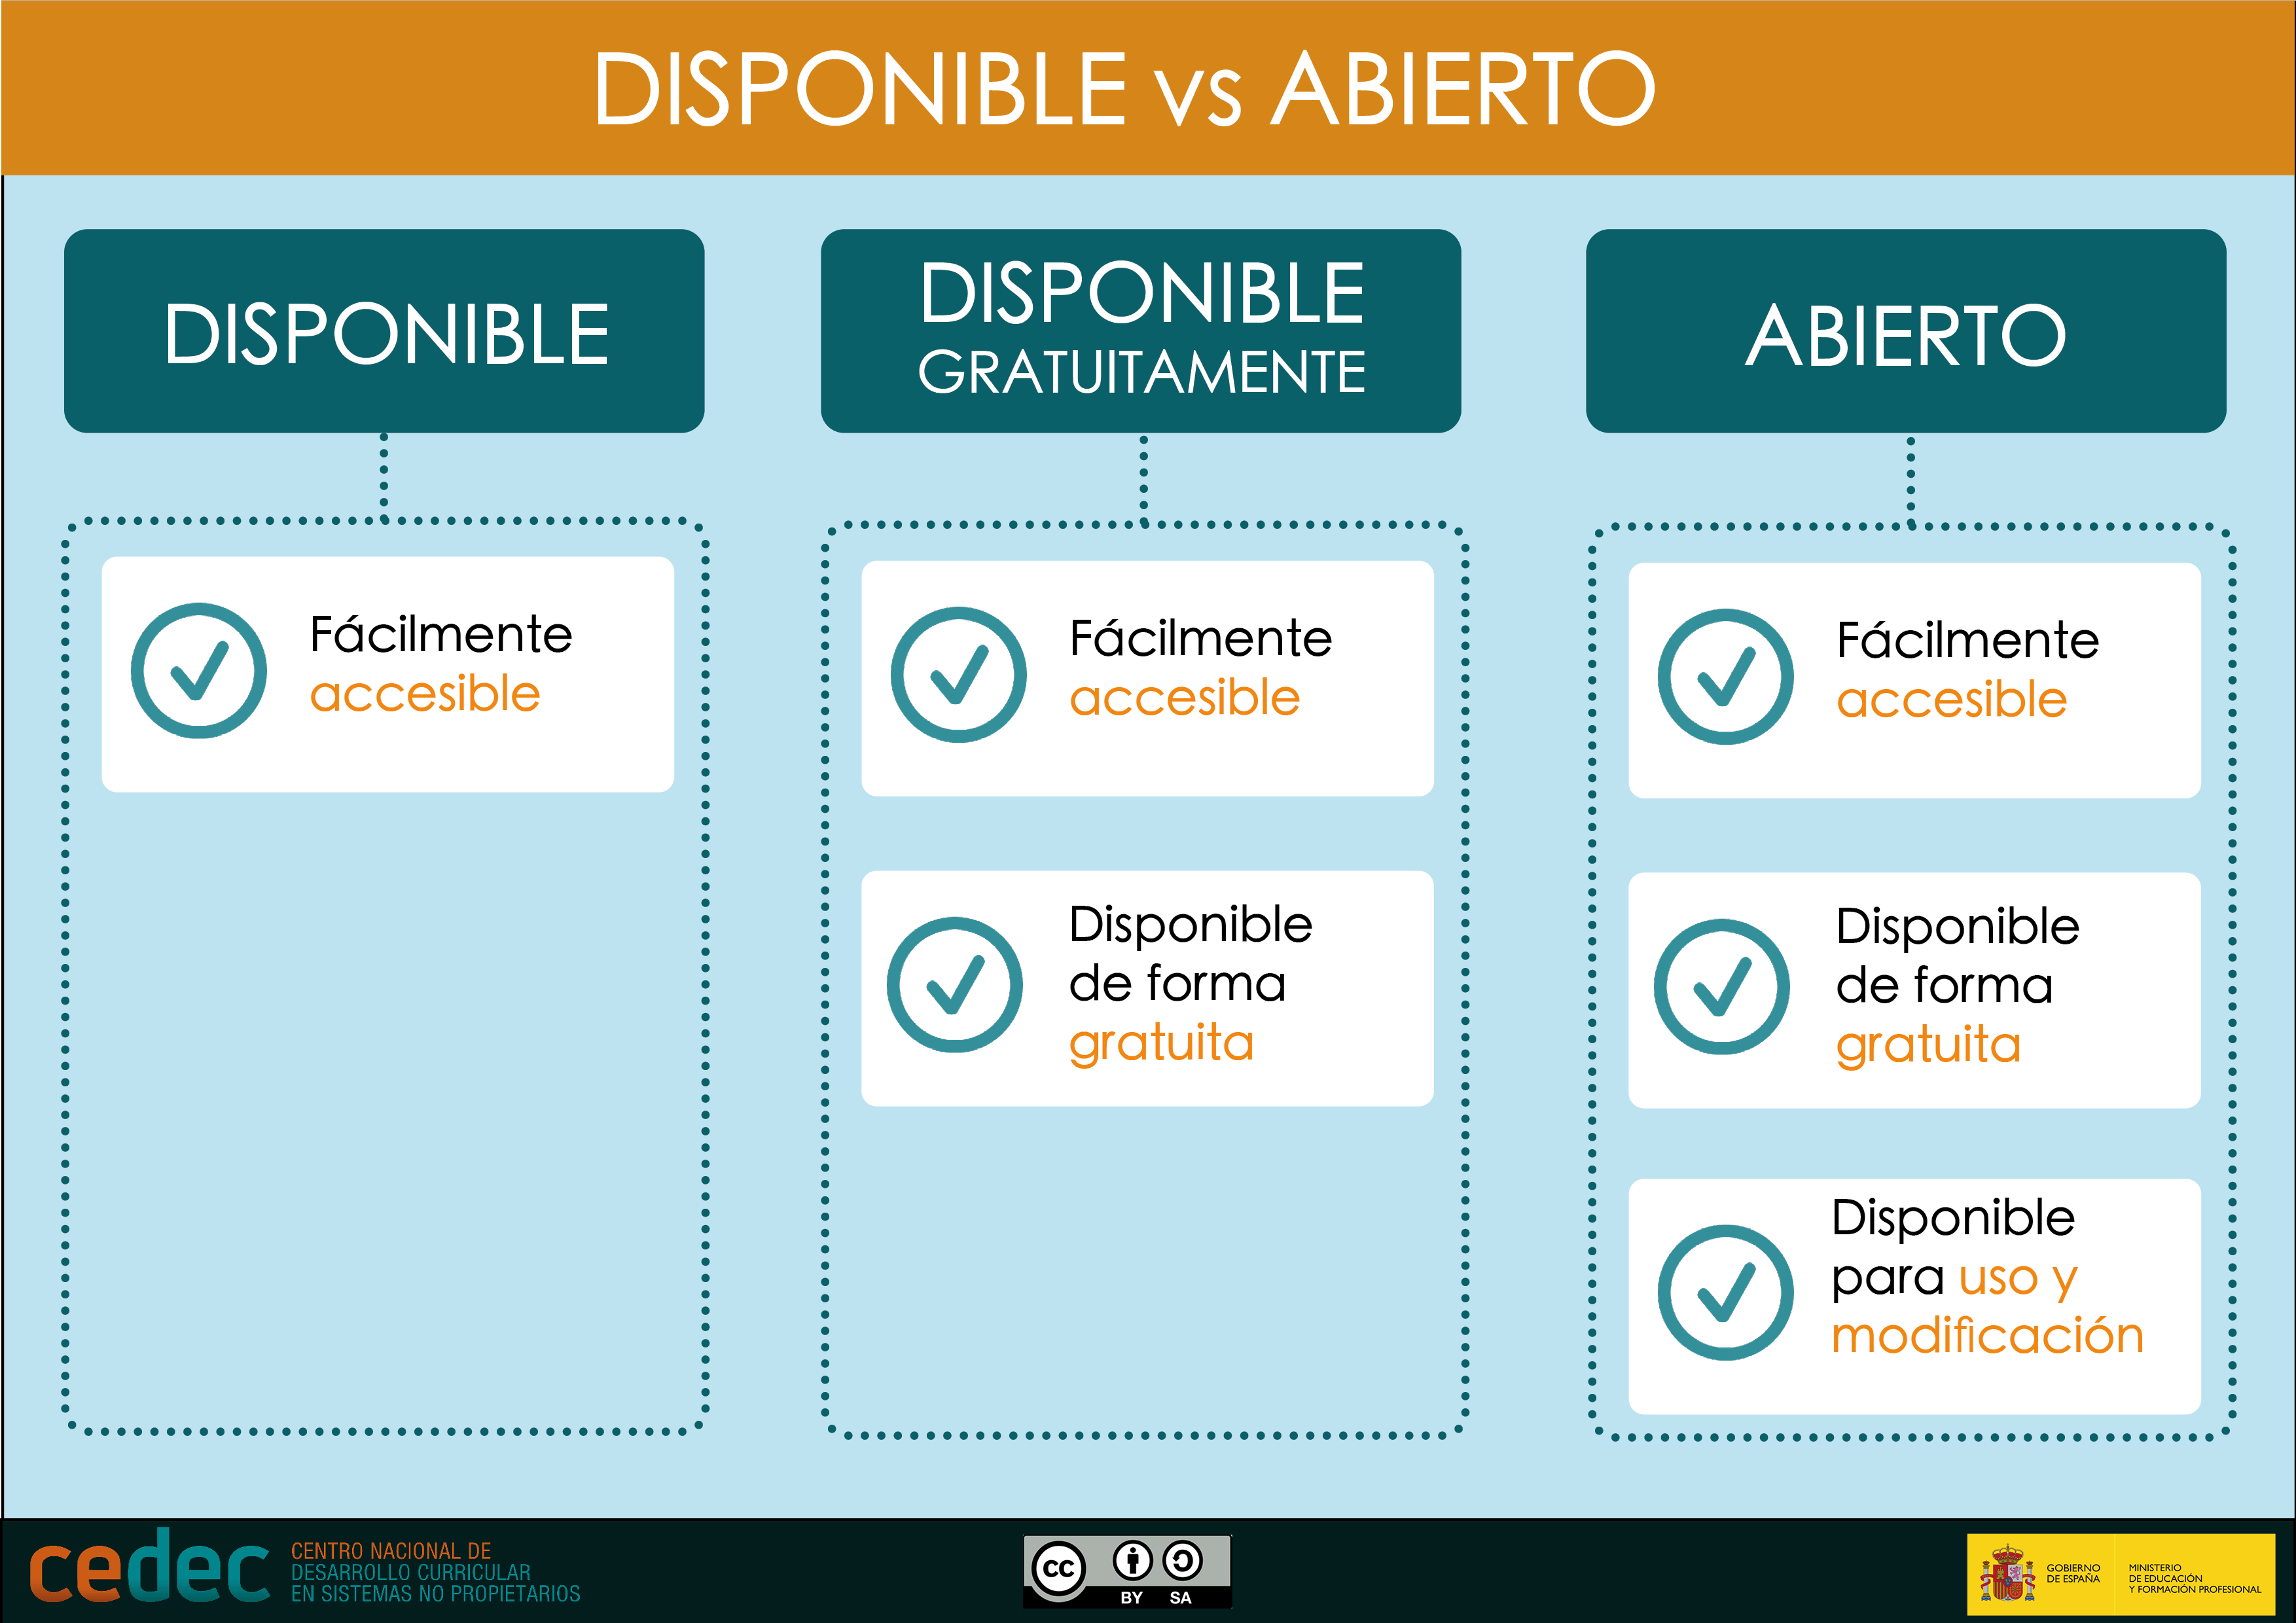 DISPONIBLE vs ABIERTO
DISPONIBLE
Fácilmente
accesible
DISPONIBLE
GRATUITAMENTE
Fácilmente
accesible
Disponible
de forma
gratuita
ABIERTO
Fácilmente
accesible
Disponible
de forma
gratuita
Disponible
para uso y
modificación
cedec
CENTRO NACIONAL DE
DESARROLLO CURRICULAR
EN SISTEMAS NO PROPIETARIOS
cc
BY SA
GOBIERNO
DE ESPAÑA
MINISTERIO
DE EDUCACIÓN
Y FORMACIÓN PROFESIONAL